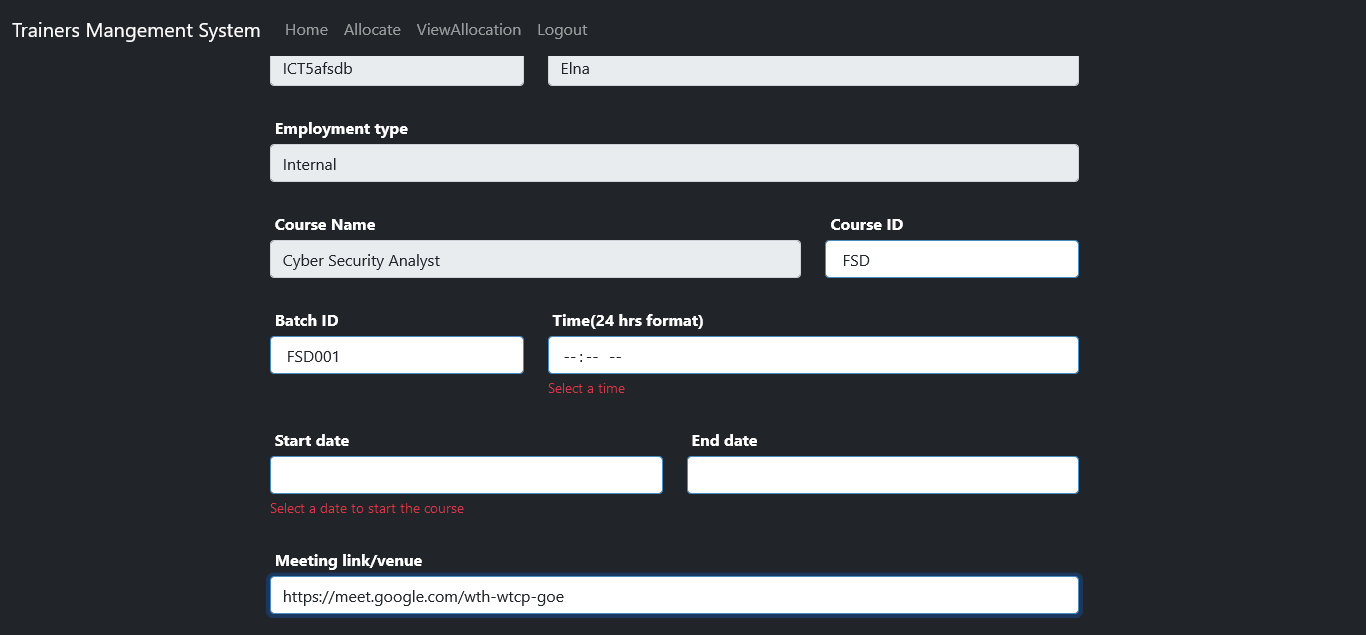 Trainers Mangement System Home Allocate ViewAllocation Logout
ICT5afsdb Elna
Employment type
Internal
Course Name Course ID
Cyber Security Analyst FSD
Batch ID Time(24 hrs format)
FSD001 --:-- --
Select a time
Start date End date
Select a date to start the course
Meeting link/venue
https://meet.google.com/wth-wtcp-goe